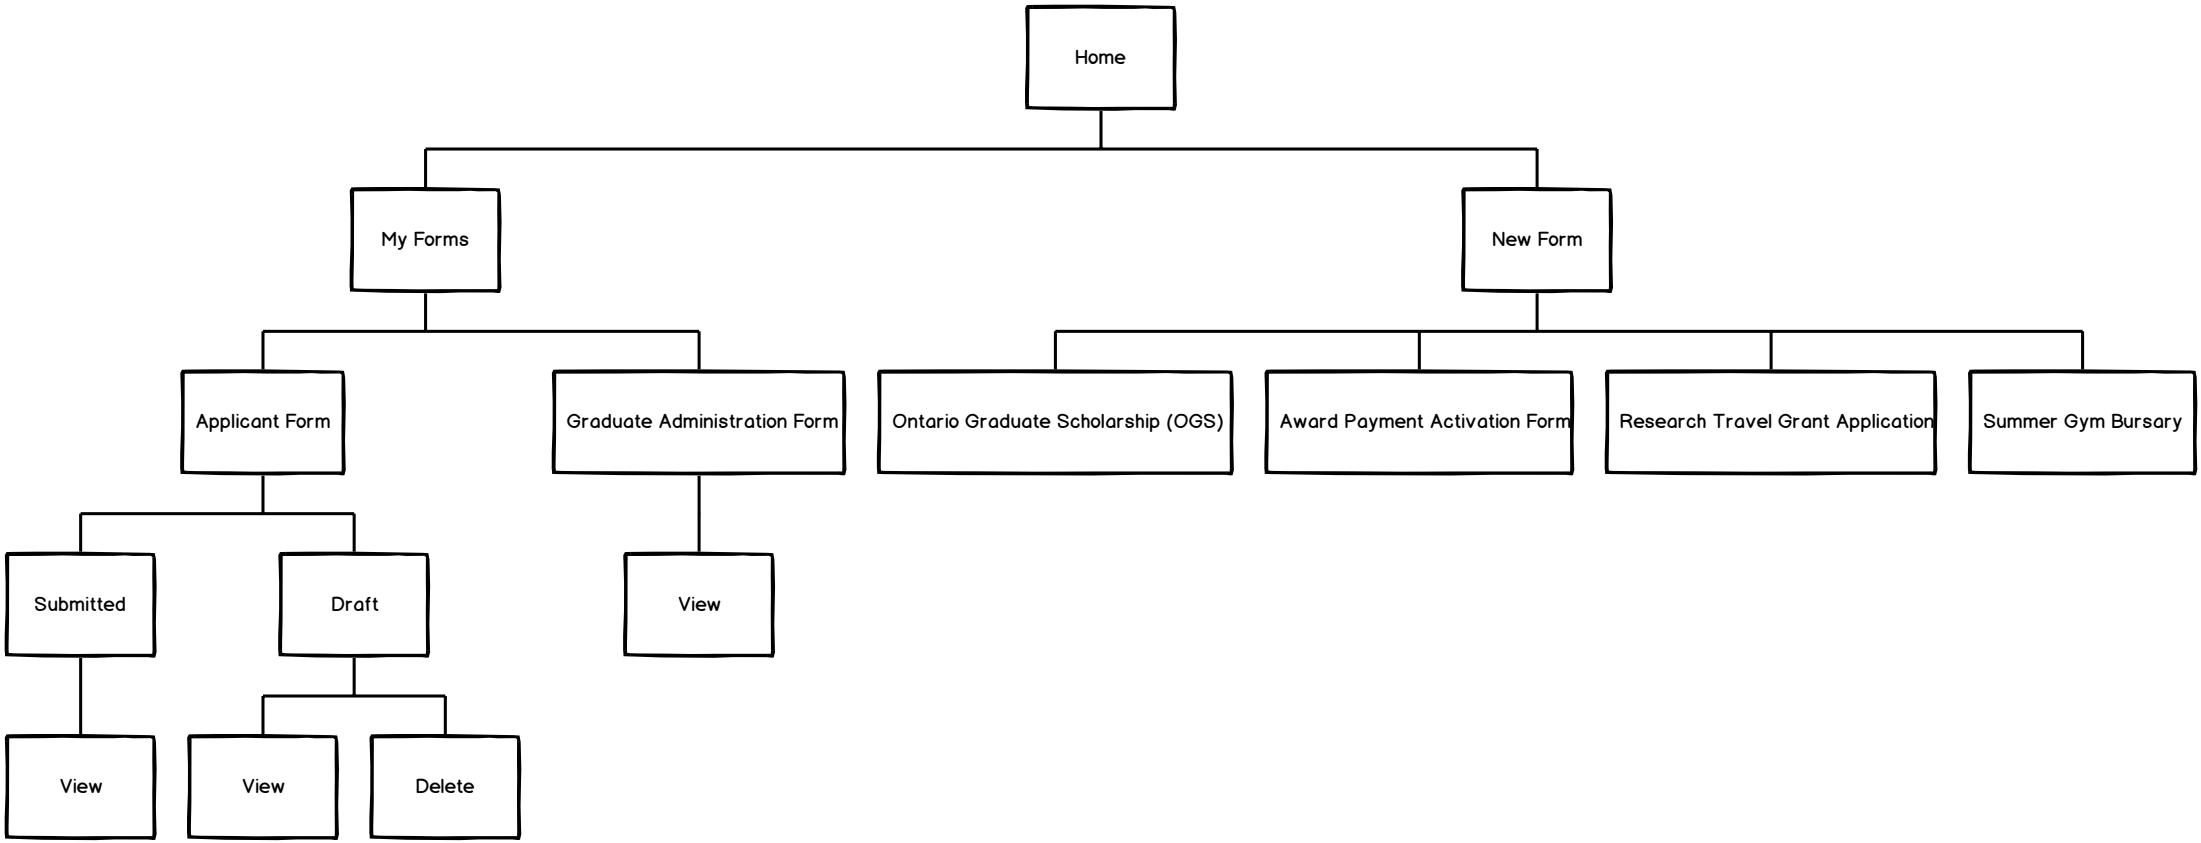 Home
My Forms
New Form
Applicant Form
Graduate Administration Form
Ontario Graduate Scholarship (OGS)
Award Payment Activation Form
Research Travel Grant Application
Summer Gym Bursary
Submitted
Draft
View
View
View
Delete